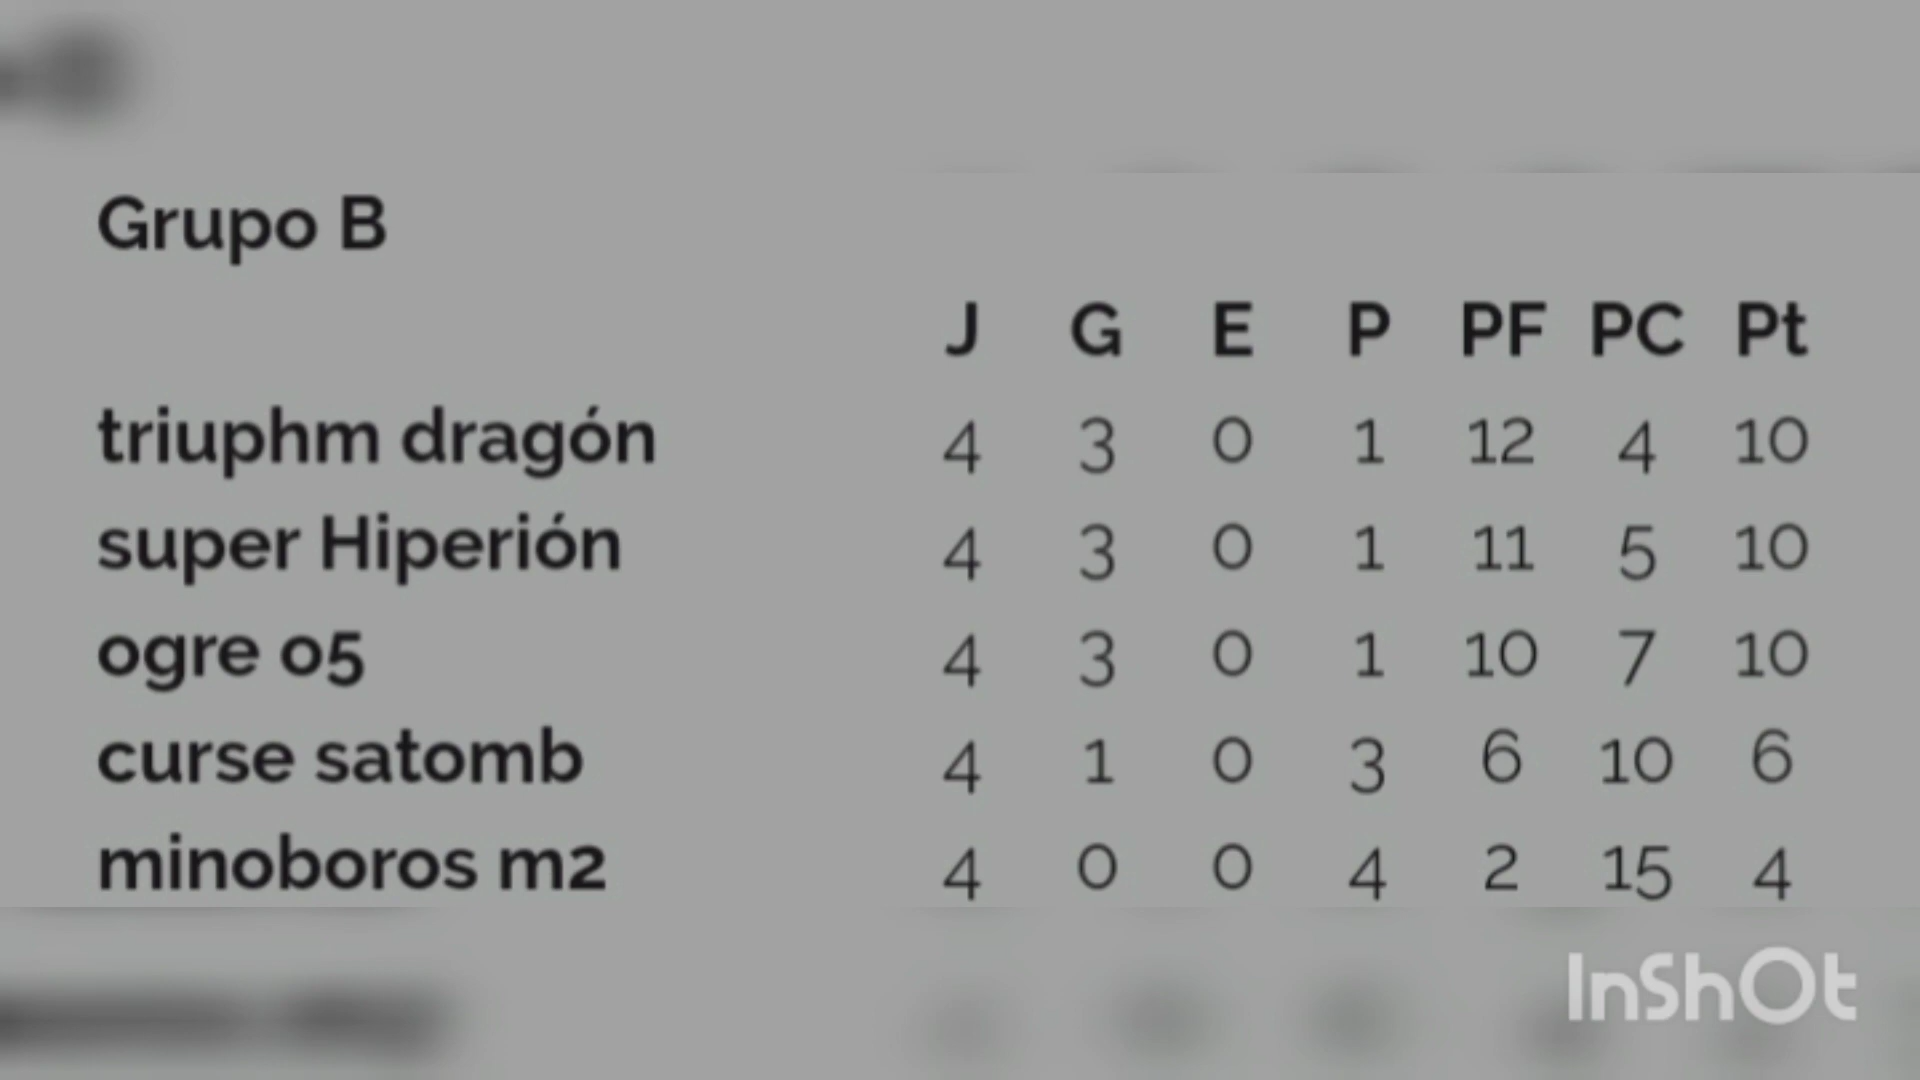 Grupo B
J G E P PF PC Pt
triuphm dragón 4 3 0 1 12 4 10
super Hiperión 4 3 0 1 11 5 10
ogre o5 4 3 0 1 10 7 10
curse satomb 4 1 0 3 6 10 6
minoboros m2 4 0 0 4 2 15 4
InShOt